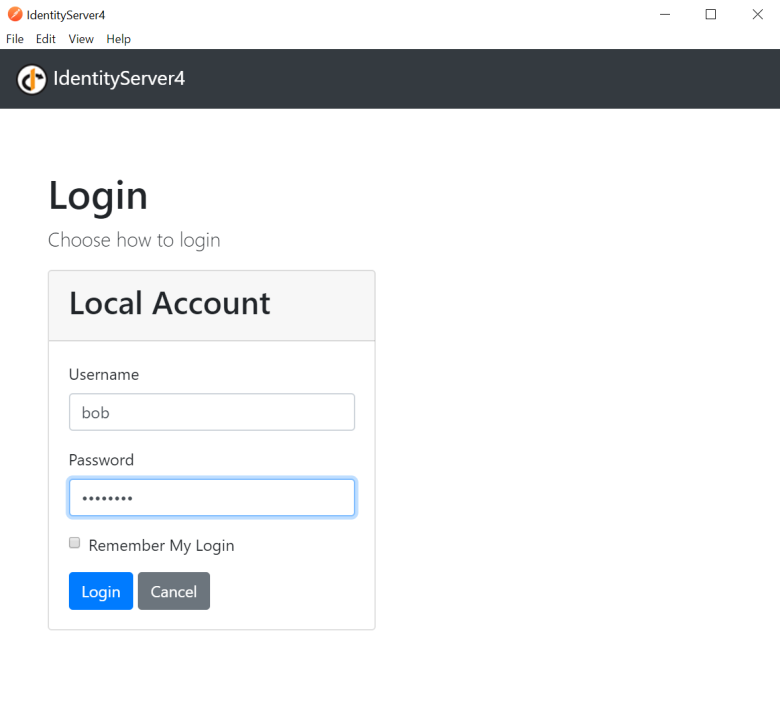 IdentityServer4
File Edit View Help
IdentityServer4
Login
Choose how to login
Local Account
Username
bob
Password
••••••••
Remember My Login
Login Cancel